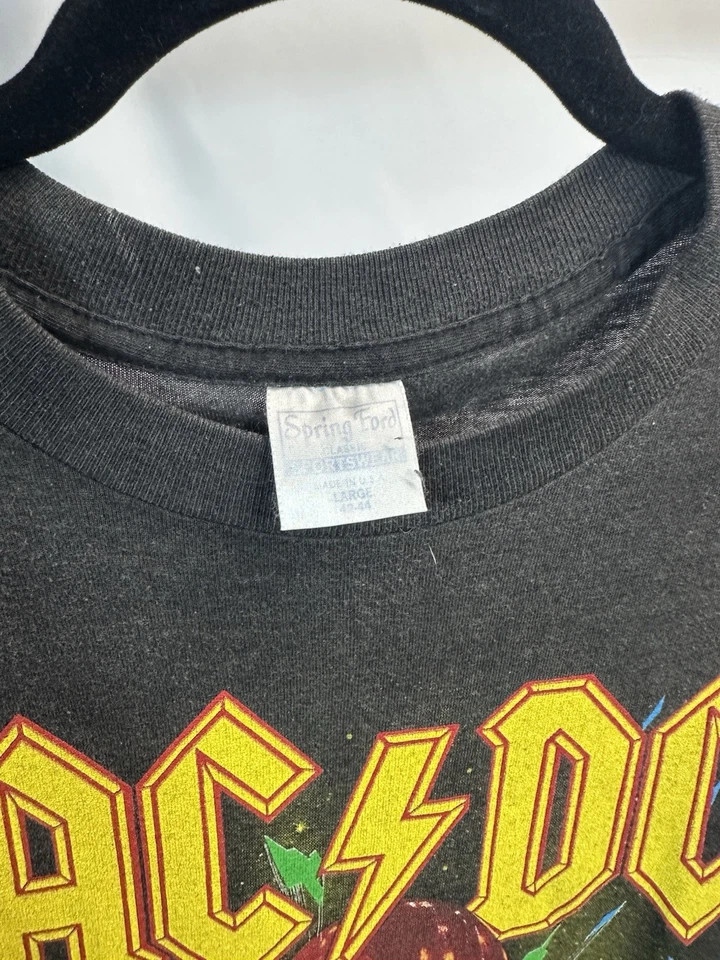 Spring Ford
CLASSIC
SPORTSWEAR
MADE IN U.S.A.
LARGE
42-44
AC/DC